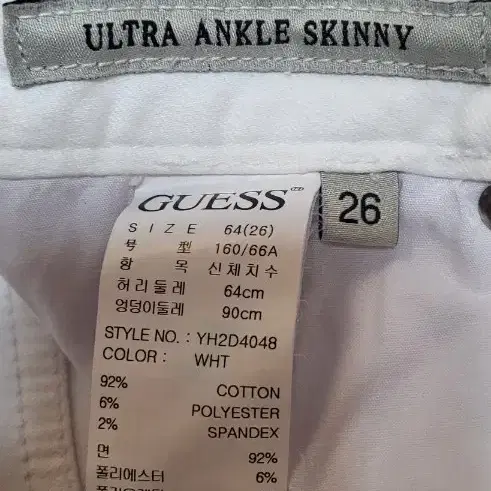 ULTRA ANKLE SKINNY
GUESS
26
SIZE 64(26)
호 型 160/66A
항 목 신체치수
허리둘레 64cm
엉덩이둘레 90cm
STYLE NO. : YH2D4048
COLOR : WHT
92% COTTON
6% POLYESTER
2% SPANDEX
면 92%
폴리에스터 6%